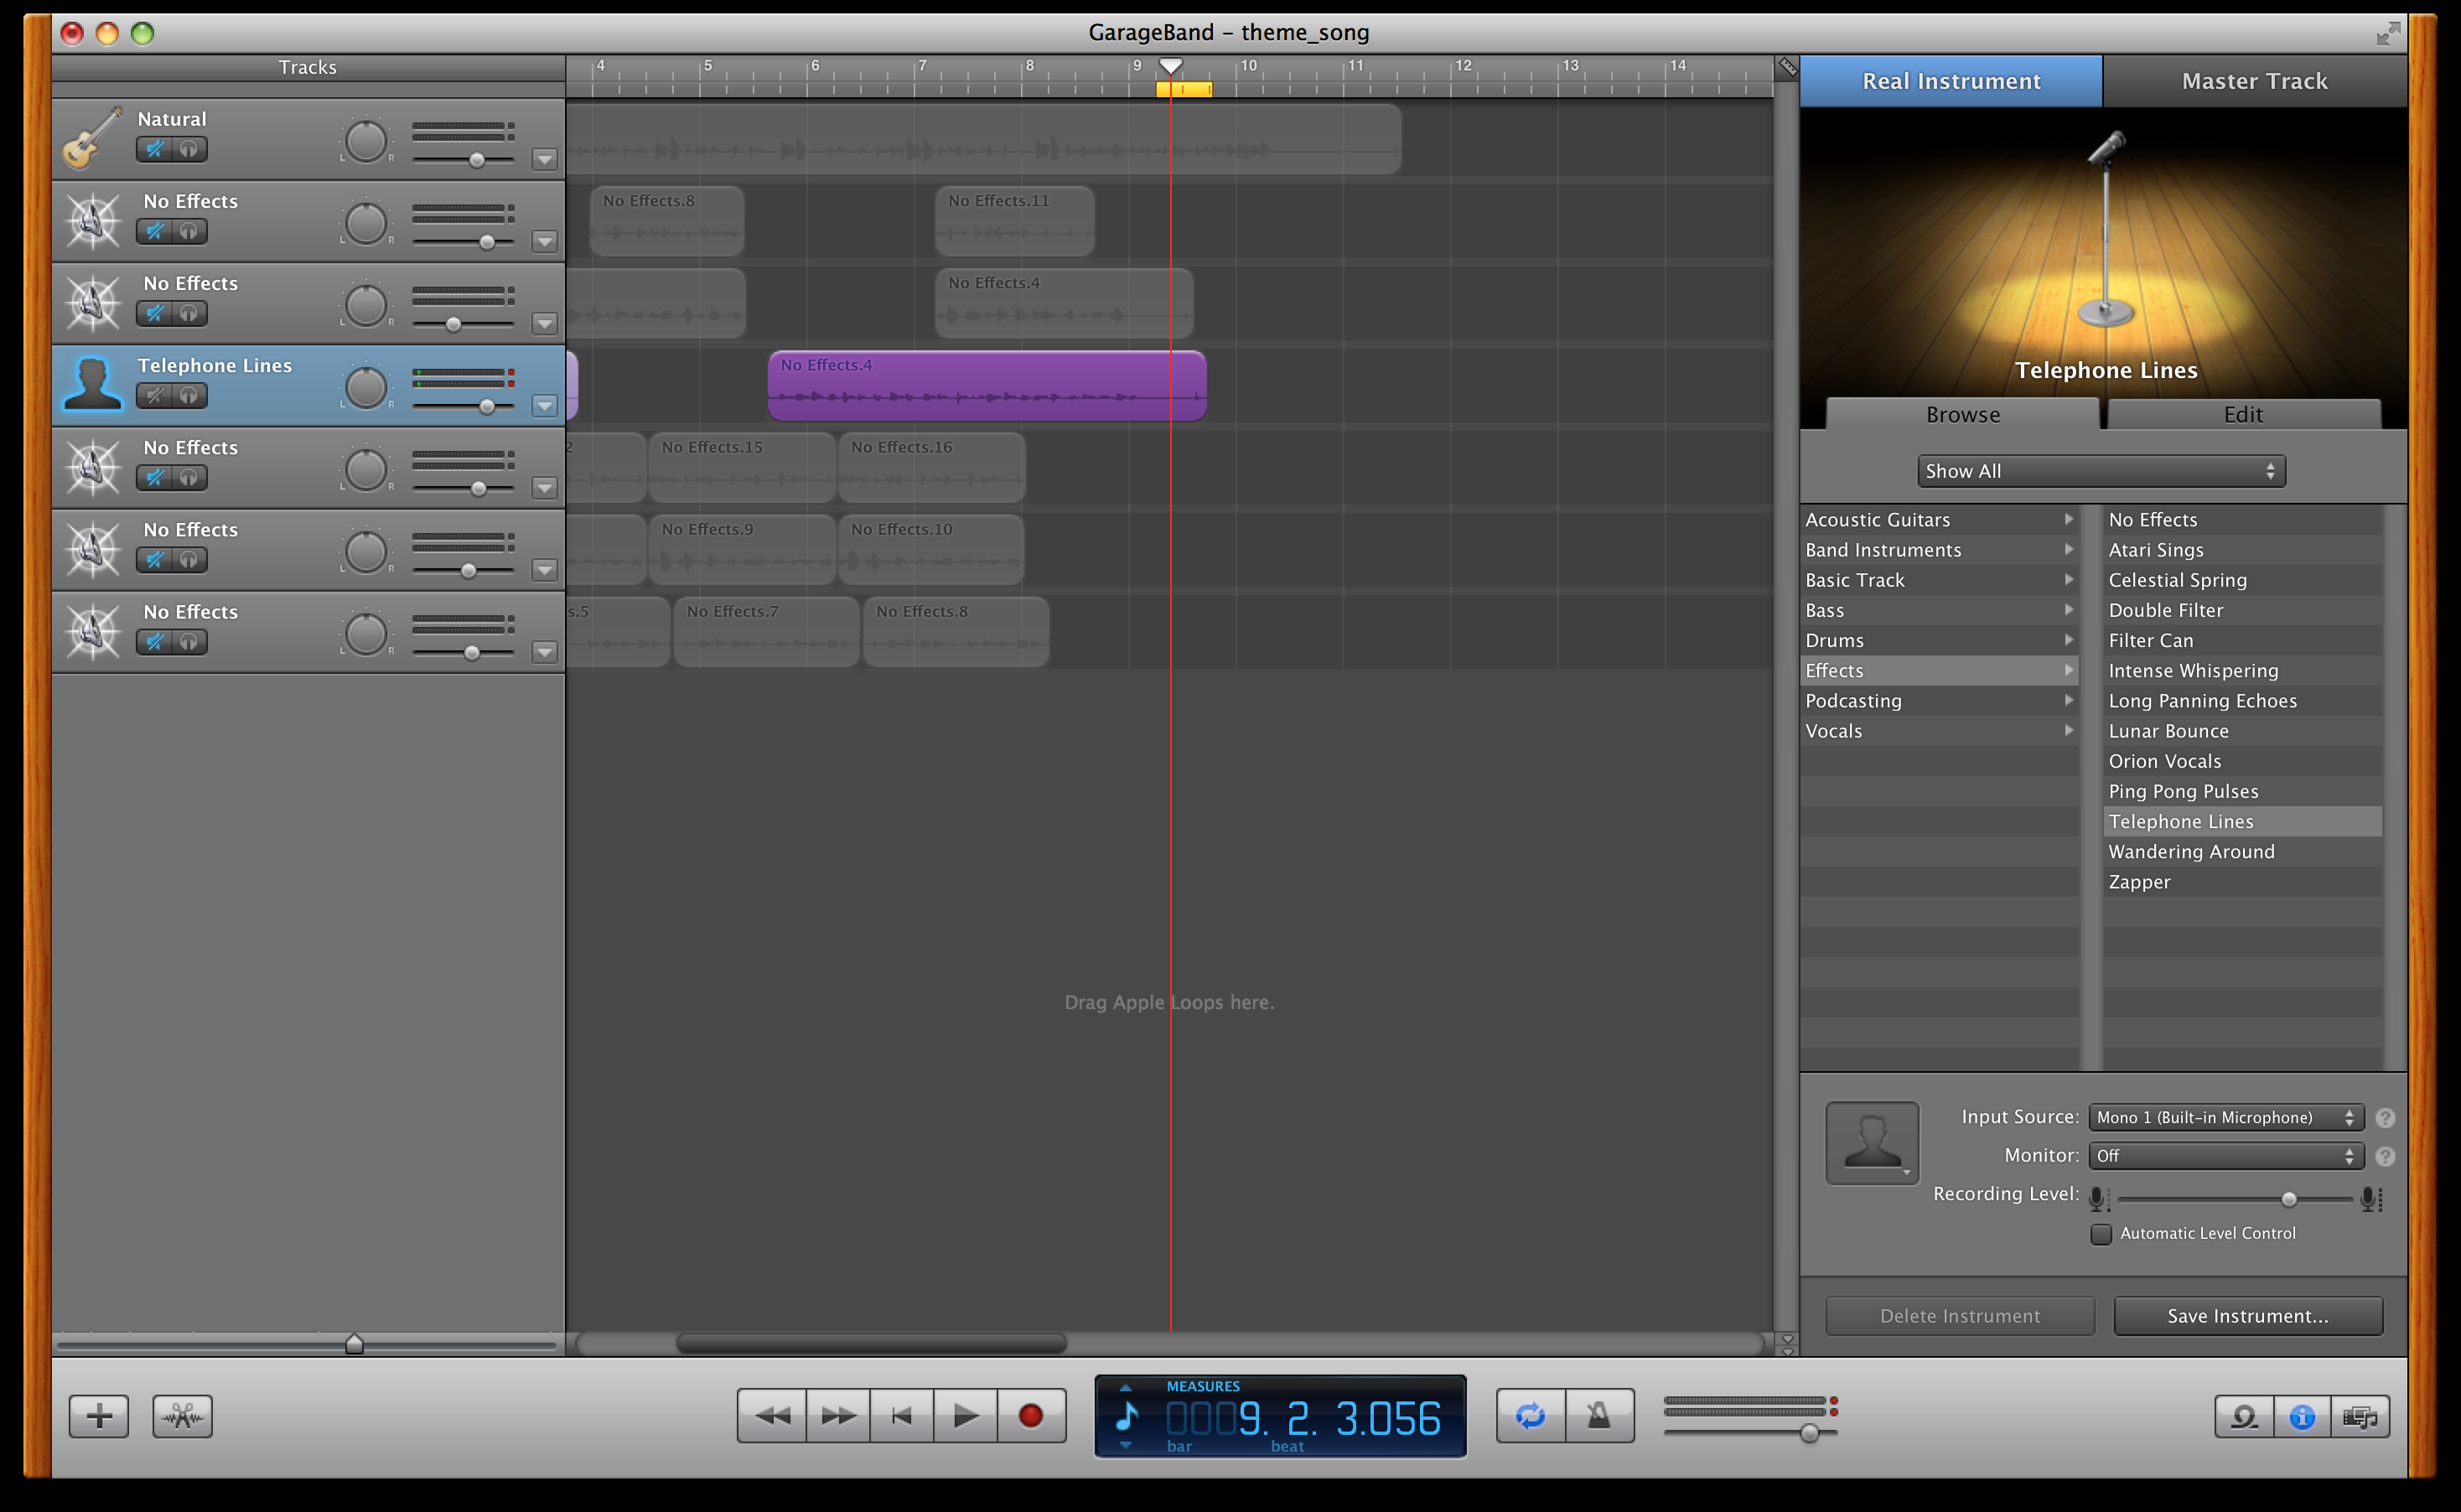 GarageBand – theme_song
Tracks
4 5 6 7 8 9 10 11 12 13 14
Real Instrument
Master Track
Natural
L R
No Effects
L R
No Effects.8
No Effects.11
No Effects
L R
No Effects.4
Telephone Lines
L R
No Effects.4
No Effects
L R
2
No Effects.15
No Effects.16
No Effects
L R
No Effects.9
No Effects.10
No Effects
L R
s.5
No Effects.7
No Effects.8
Drag Apple Loops here.
Telephone Lines
Browse
Edit
Show All
Acoustic Guitars
Band Instruments
Basic Track
Bass
Drums
Effects
Podcasting
Vocals
No Effects
Atari Sings
Celestial Spring
Double Filter
Filter Can
Intense Whispering
Long Panning Echoes
Lunar Bounce
Orion Vocals
Ping Pong Pulses
Telephone Lines
Wandering Around
Zapper
Input Source: Mono 1 (Built-in Microphone) ?
Monitor: Off ?
Recording Level:
Automatic Level Control
Delete Instrument
Save Instrument...
MEASURES
0009. 2. 3.056
bar beat